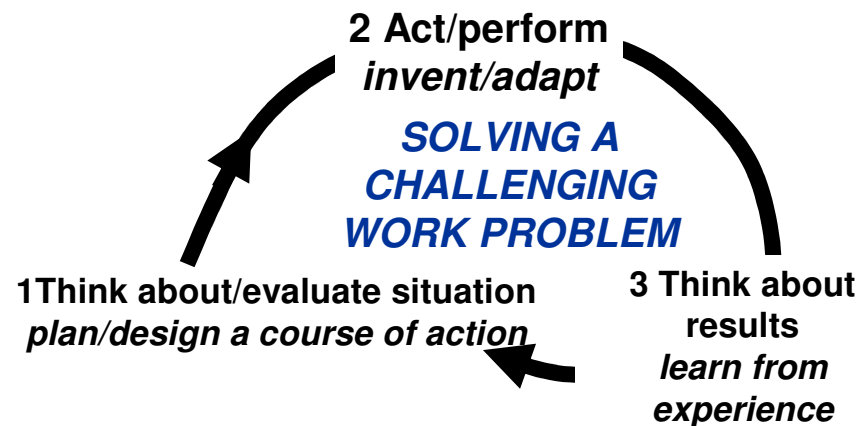 2 Act/perform
invent/adapt
SOLVING A
CHALLENGING
WORK PROBLEM
1Think about/evaluate situation
plan/design a course of action
3 Think about
results
learn from
experience